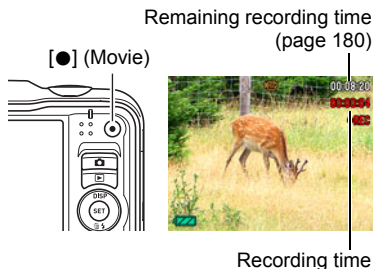 Remaining recording time
(page 180)
[●] (Movie)
00:08:20
00:00:04
REC
DISP
SET
Recording time